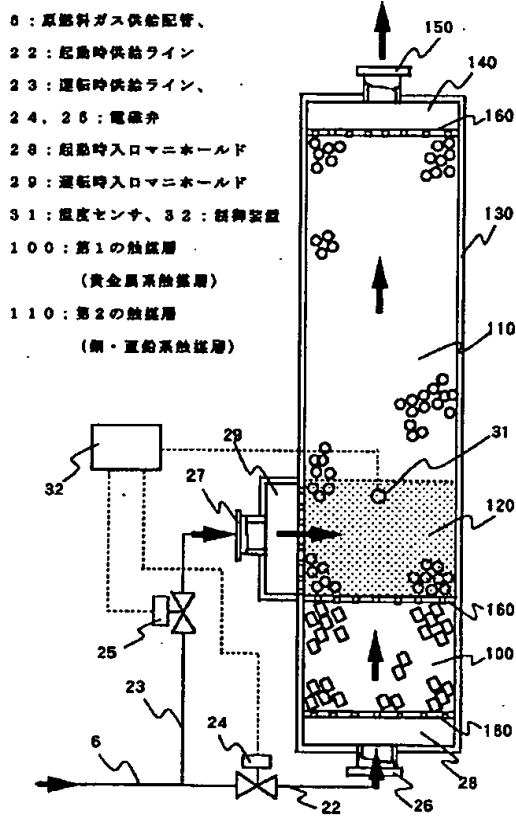 6：原燃料ガス供給配管、
22：起動時供給ライン
23：運転時供給ライン、
24，25：電磁弁
28：起動時入口マニホールド
29：運転時入口マニホールド
31：温度センサ、32：制御装置
100：第1の触媒層
（貴金属系触媒層）
110：第2の触媒層
（銅・亜鉛系触媒層）
150
140
160
130
110
29
31
32
27
120
160
25
100
23
24
160
6
22
26
28